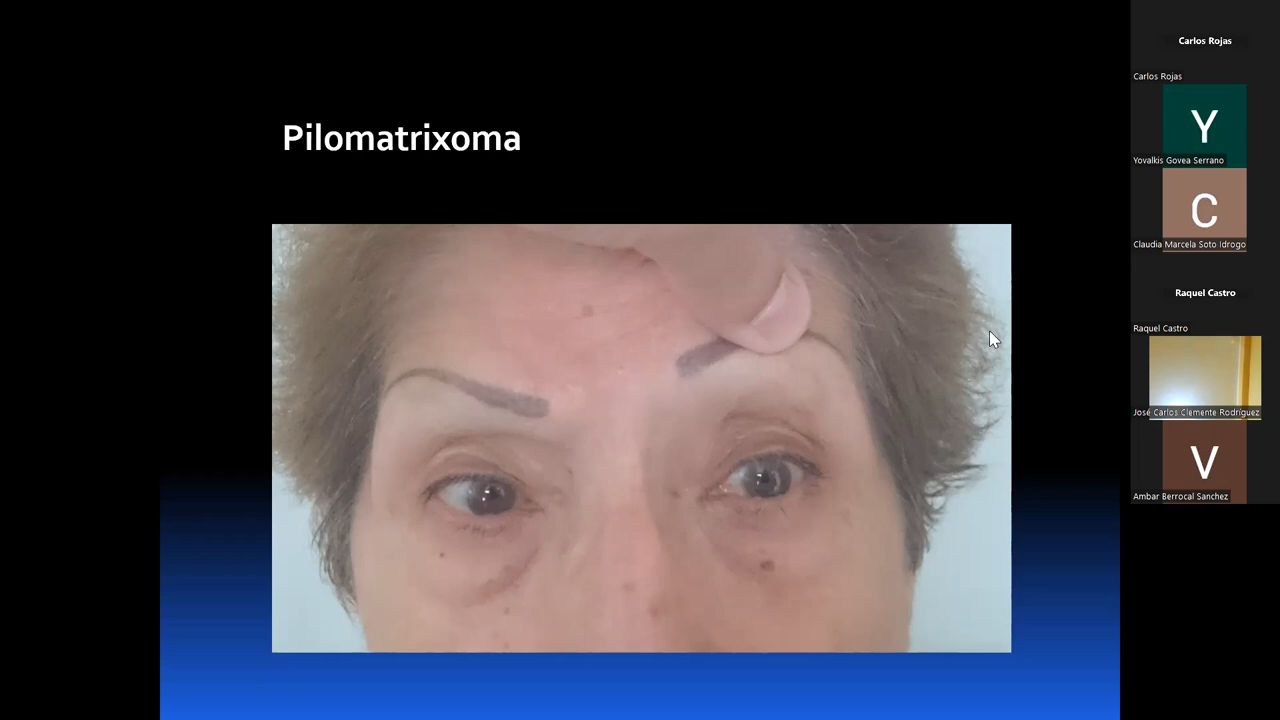 Pilomatrixoma
Carlos Rojas
Carlos Rojas
Y
Yovalkis Govea Serrano
C
Claudia Marcela Soto Idrogo
Raquel Castro
Raquel Castro
José Carlos Clemente Rodríguez
V
Ambar Berrocal Sanchez